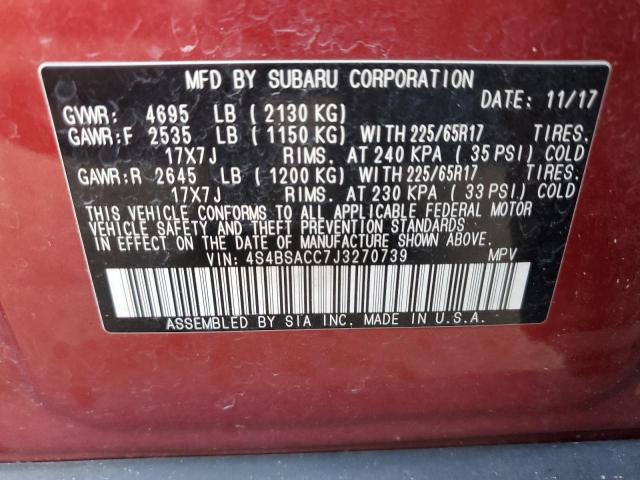 MFD BY SUBARU CORPORATION
DATE: 11/17
GVWR: 4695 LB ( 2130 KG)
GAWR:F 2535 LB ( 1150 KG) WITH 225/65R17 TIRES.
17X7J RIMS. AT 240 KPA ( 35 PSI) COLD
GAWR:R 2645 LB ( 1200 KG) WITH 225/65R17 TIRES.
17X7J RIMS. AT 230 KPA ( 33 PSI) COLD
THIS VEHICLE CONFORMS TO ALL APPLICABLE FEDERAL MOTOR
VEHICLE SAFETY BUMPER, AND THEFT PREVENTION STANDARDS
IN EFFECT ON THE DATE OF MANUFACTURE SHOWN ABOVE.
VIN: 4S4BSACC7J3270739 MPV
ASSEMBLED BY SIA INC. MADE IN U.S.A.